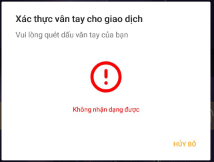 Xác thực vân tay cho giao dịch
Vui lòng quét dấu vân tay của bạn
Không nhận dạng được
HỦY BỎ